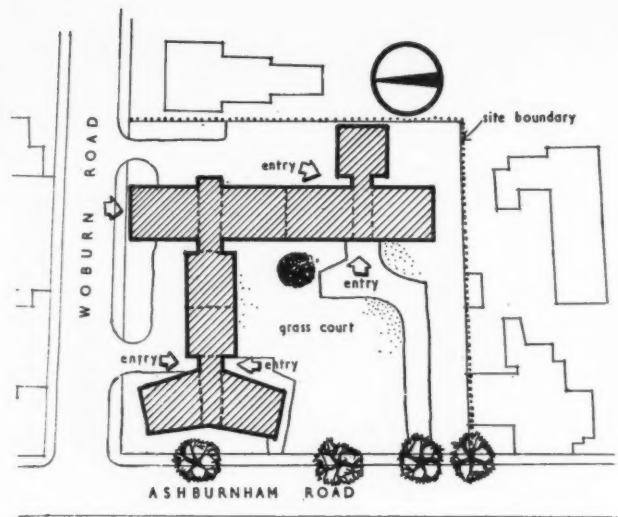 WOBURN ROAD
site boundary
entry
entry
grass court
entry
entry
ASHBURNHAM ROAD